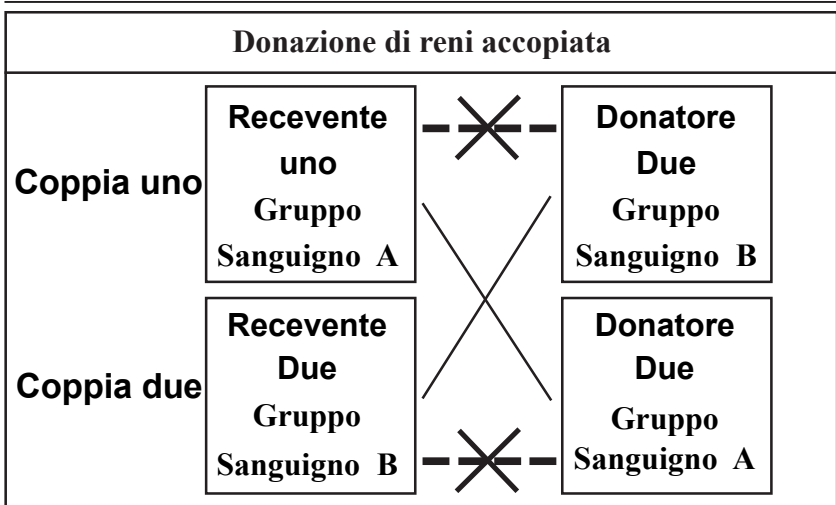 Donazione di reni accopiata
Coppia uno
Recevente
uno
Gruppo
Sanguigno A
Donatore
Due
Gruppo
Sanguigno B
Coppia due
Recevente
Due
Gruppo
Sanguigno B
Donatore
Due
Gruppo
Sanguigno A